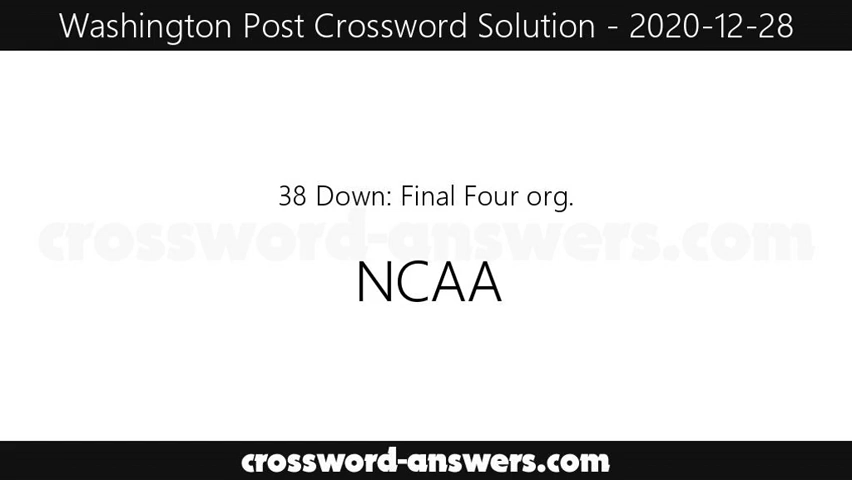 Washington Post Crossword Solution - 2020-12-28
38 Down: Final Four org.
crossword-answers.com
NCAA
crossword-answers.com